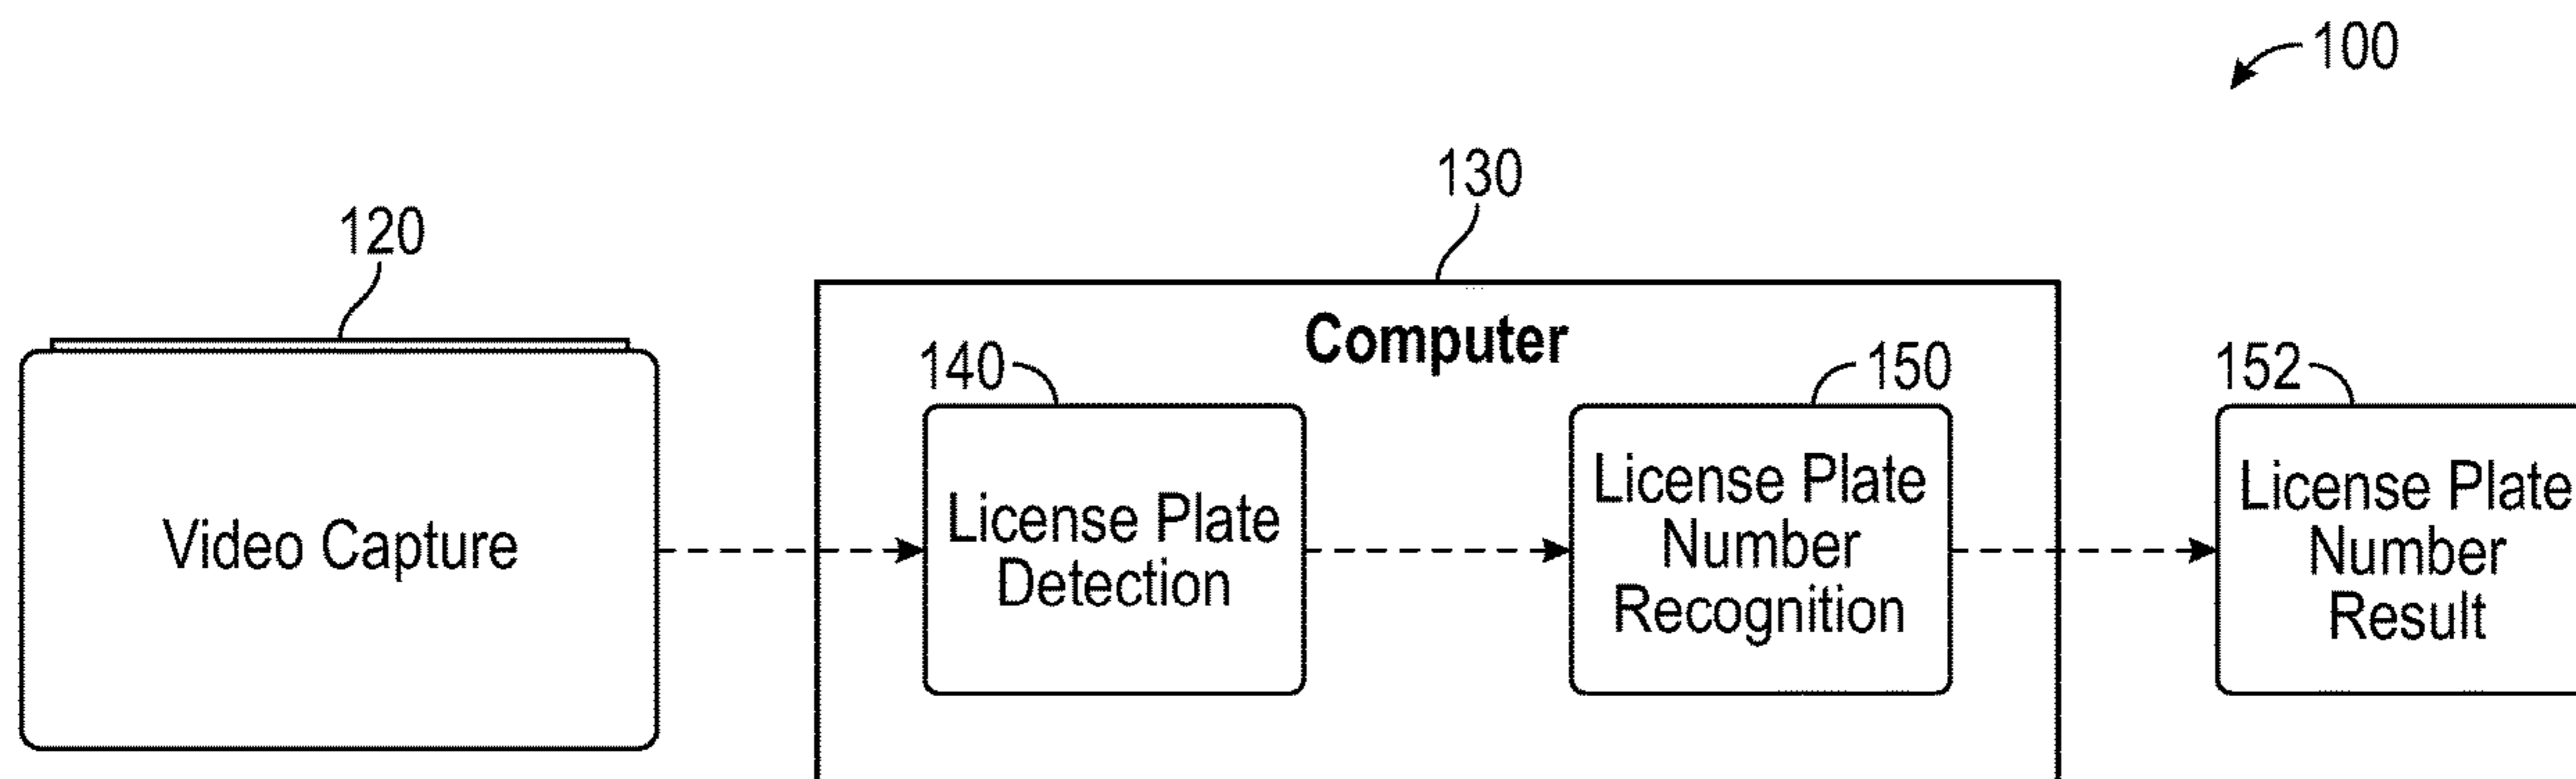 100
130
120
Computer
140
150
152
Video Capture
License Plate
Detection
License Plate
Number
Recognition
License Plate
Number
Result